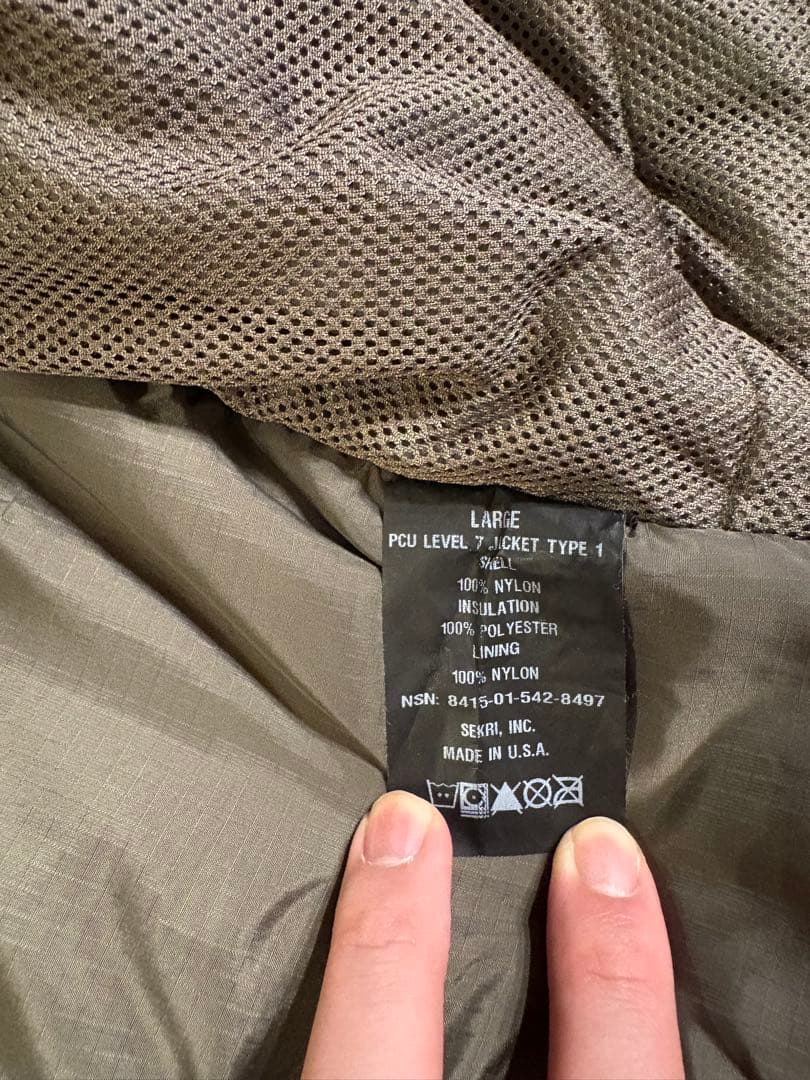 LARGE
PCU LEVEL 7 JACKET TYPE 1
SHELL
100% NYLON
INSULATION
100% POLYESTER
LINING
100% NYLON
NSN: 8415-01-542-8497
SEKRI, INC.
MADE IN U.S.A.